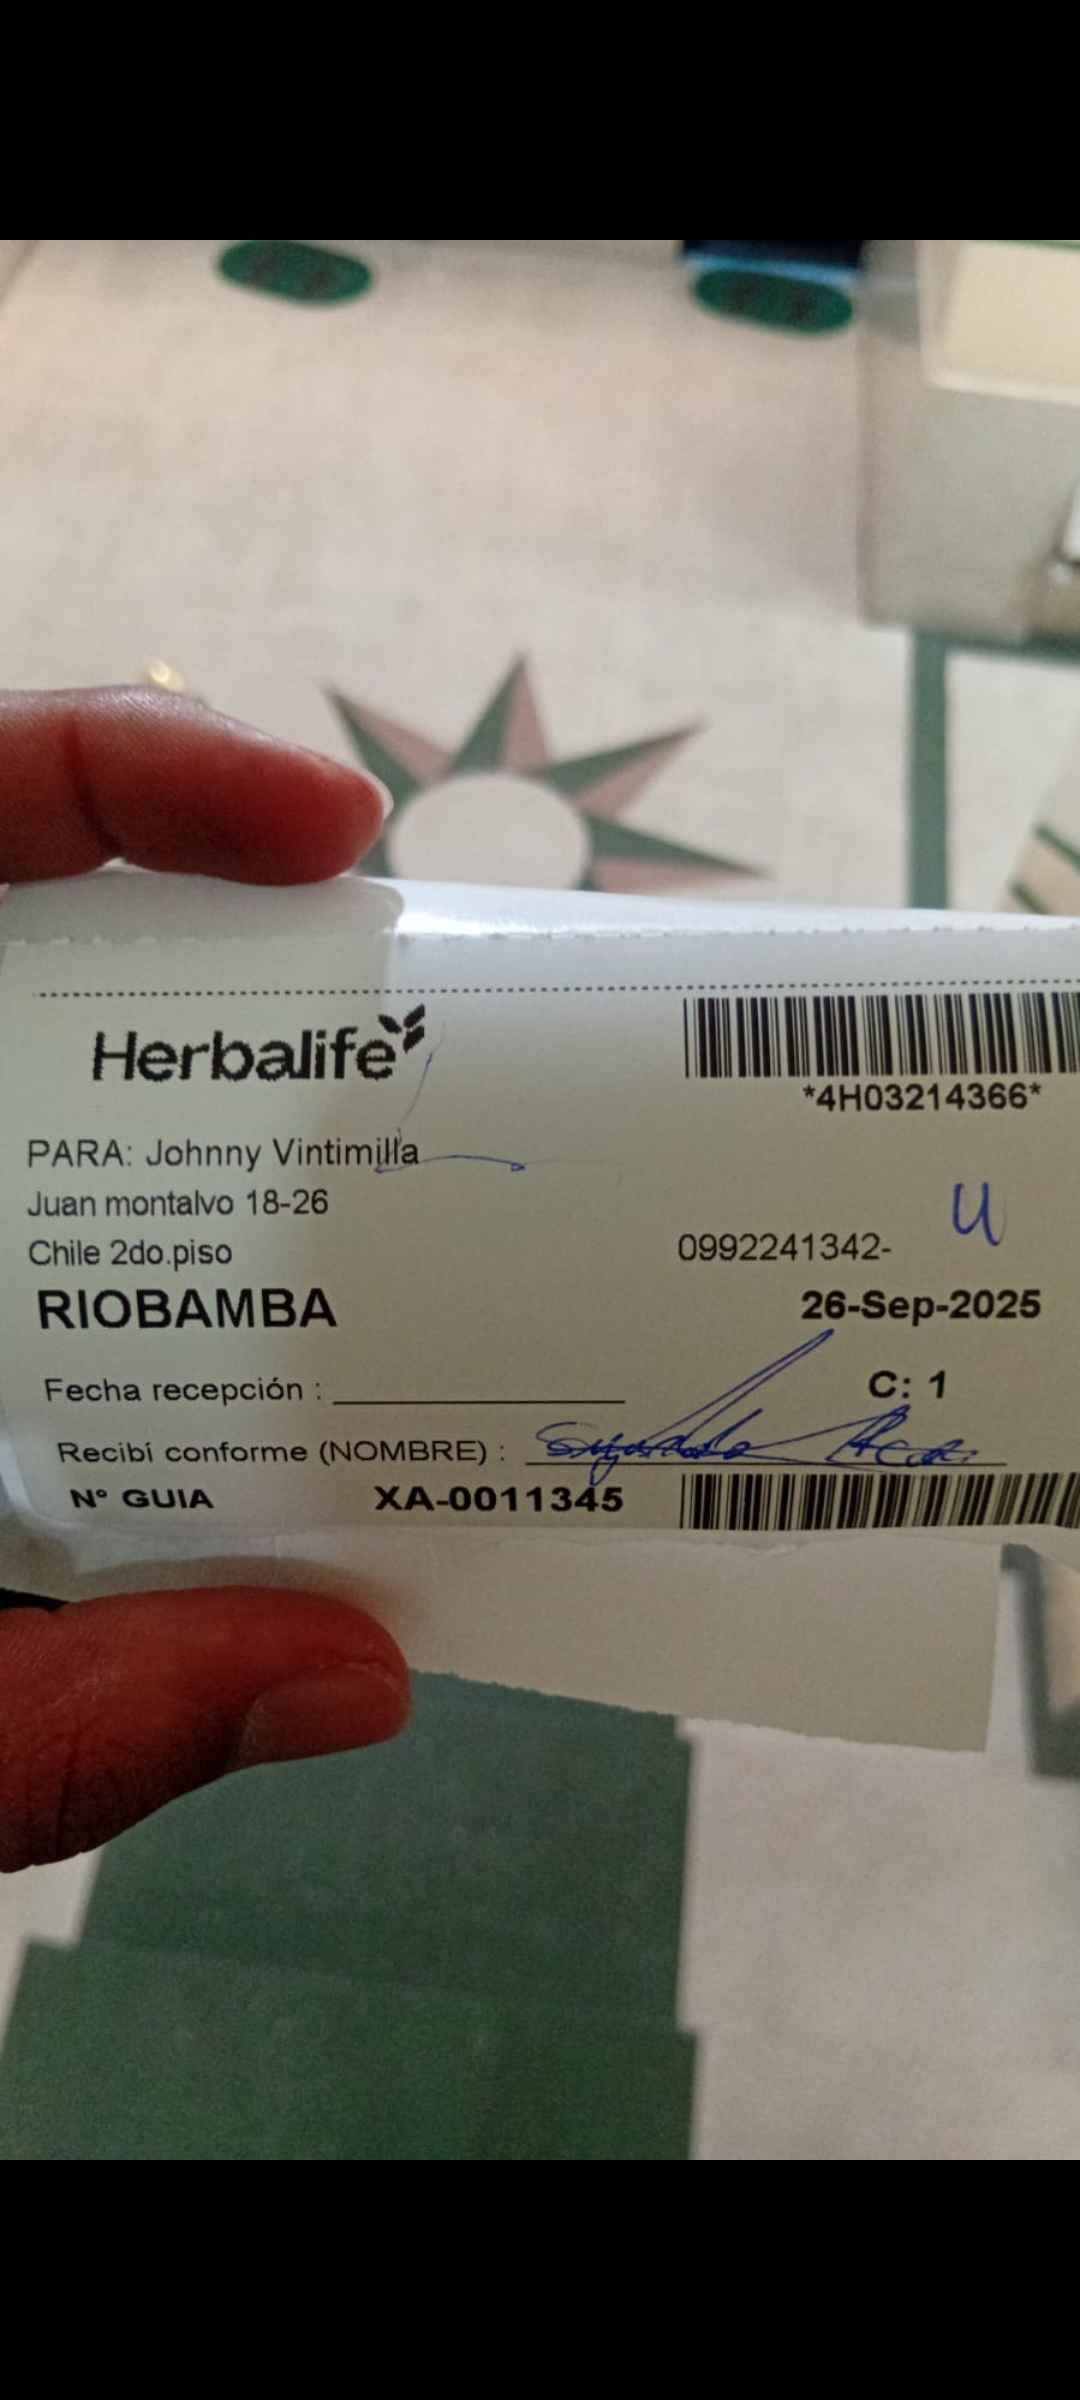 Herbalife
*4H03214366*
PARA: Johnny Vintimilla
Juan montalvo 18-26
U
Chile 2do.piso
0992241342-
RIOBAMBA
26-Sep-2025
Fecha recepción :
C: 1
Recibí conforme (NOMBRE) :
Nº GUIA XA-0011345